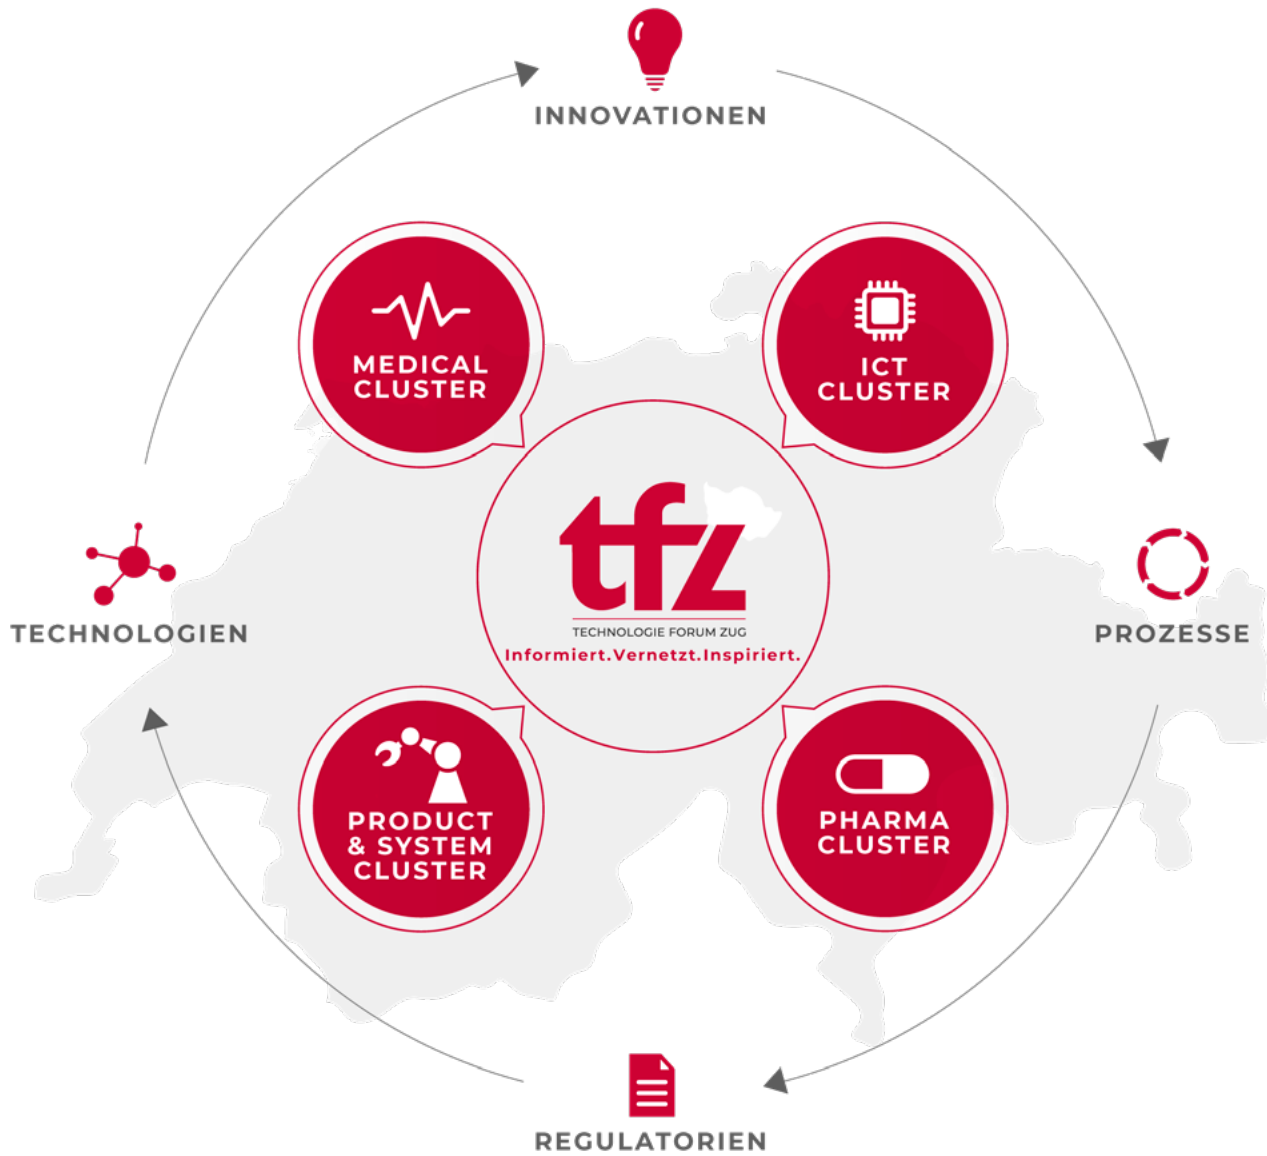 INNOVATIONEN
MEDICAL
CLUSTER
ICT
CLUSTER
tfz
TECHNOLOGIE FORUM ZUG
Informiert.Vernetzt.Inspiriert.
TECHNOLOGIEN
PROZESSE
PRODUCT
& SYSTEM
CLUSTER
PHARMA
CLUSTER
REGULATORIEN